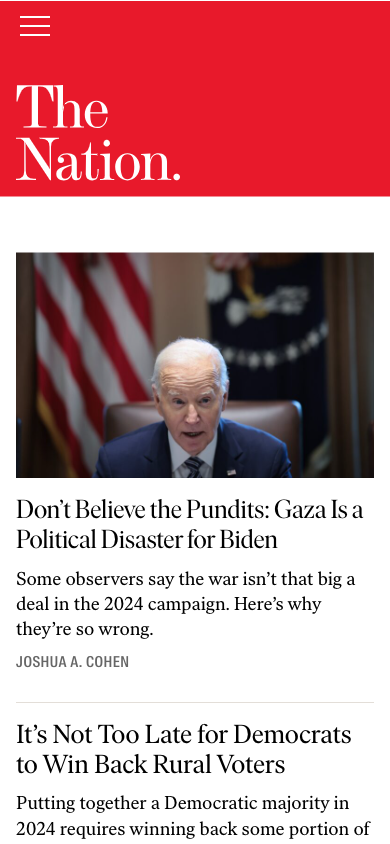 The
Nation.
Don’t Believe the Pundits: Gaza Is a
Political Disaster for Biden
Some observers say the war isn’t that big a
deal in the 2024 campaign. Here’s why
they’re so wrong.
JOSHUA A. COHEN
It’s Not Too Late for Democrats
to Win Back Rural Voters
Putting together a Democratic majority in
2024 requires winning back some portion of